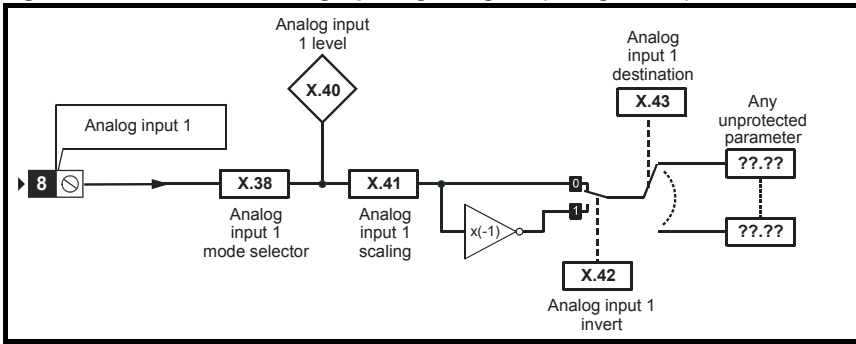 Analog input
1 level
X.40
Analog input 1
8
X.38
Analog
input 1
mode selector
X.41
Analog
input 1
scaling
x(-1)
0
1
X.42
Analog input 1
invert
Analog
input 1
destination
X.43
Any
unprotected
parameter
??.??
??.??